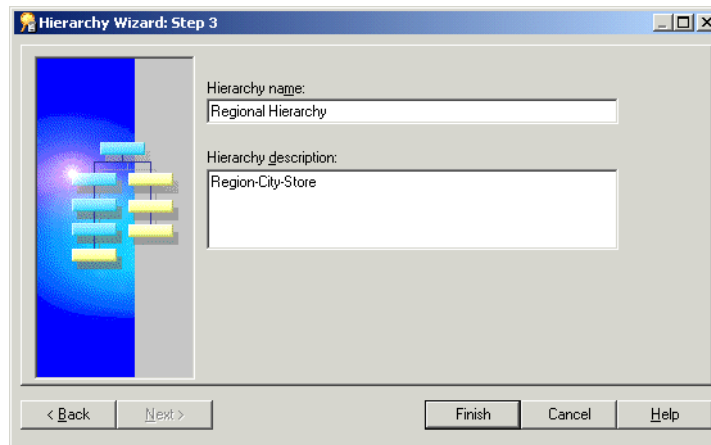 Hierarchy Wizard: Step 3
Hierarchy name:
Regional Hierarchy
Hierarchy description:
Region-City-Store
< Back Next > Finish Cancel Help